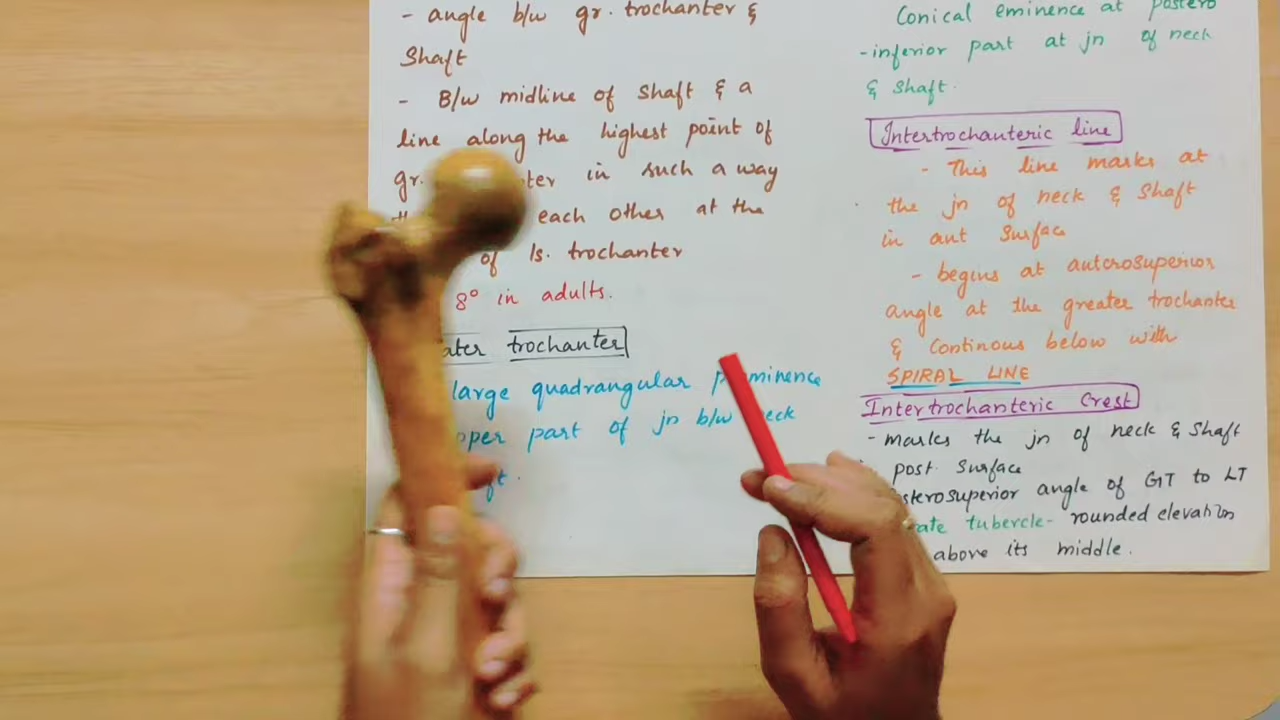 - angle b/w gr. trochanter &
Shaft
- B/w midline of shaft & a
line along the highest point of
gr. in such a way
each other at the
of ls. trochanter
8° in adults.
trochanter
large quadrangular
part of jn b/w
Conical eminence at postero
-inferior part at jn of neck
& Shaft.
Intertrochanteric line
- This line marks at
the jn of neck & Shaft
in ant surface
- begins at anterosuperior
angle at the greater trochanter
& Continous below with
SPIRAL LINE
Intertrochanteric Crest
- marks the jn of neck & Shaft
post. Surface
angle of GT to LT
tubercle- rounded elevation
above its middle.